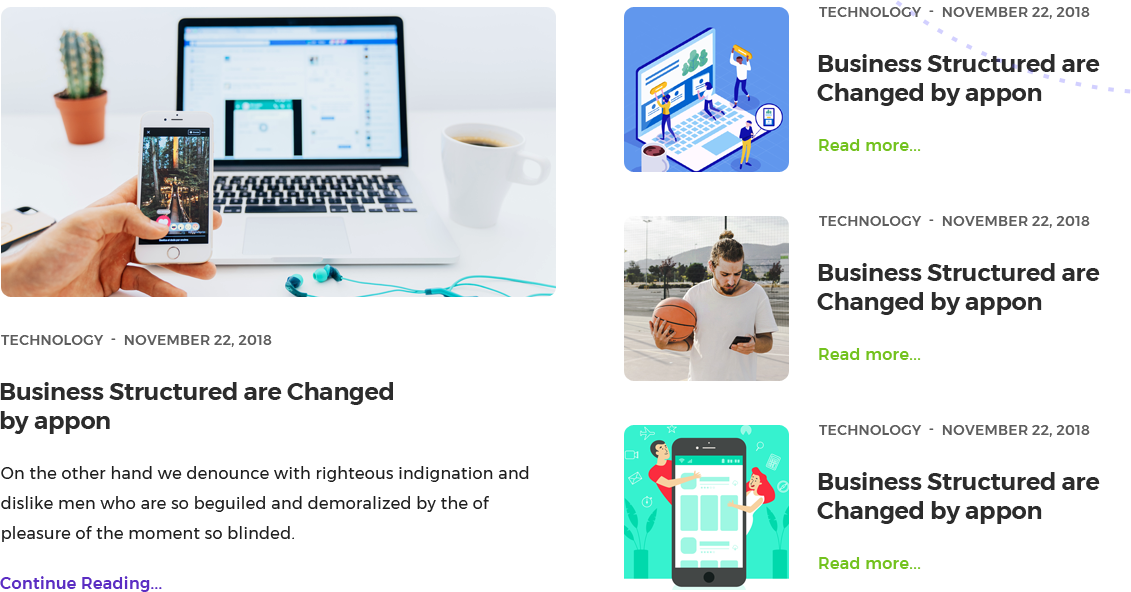 TECHNOLOGY - NOVEMBER 22, 2018
Business Structured are Changed
by appon
On the other hand we denounce with righteous indignation and
dislike men who are so beguiled and demoralized by the of
pleasure of the moment so blinded.
Continue Reading...
TECHNOLOGY - NOVEMBER 22, 2018
Business Structured are
Changed by appon
Read more...
TECHNOLOGY - NOVEMBER 22, 2018
Business Structured are
Changed by appon
Read more...
TECHNOLOGY - NOVEMBER 22, 2018
Business Structured are
Changed by appon
Read more...